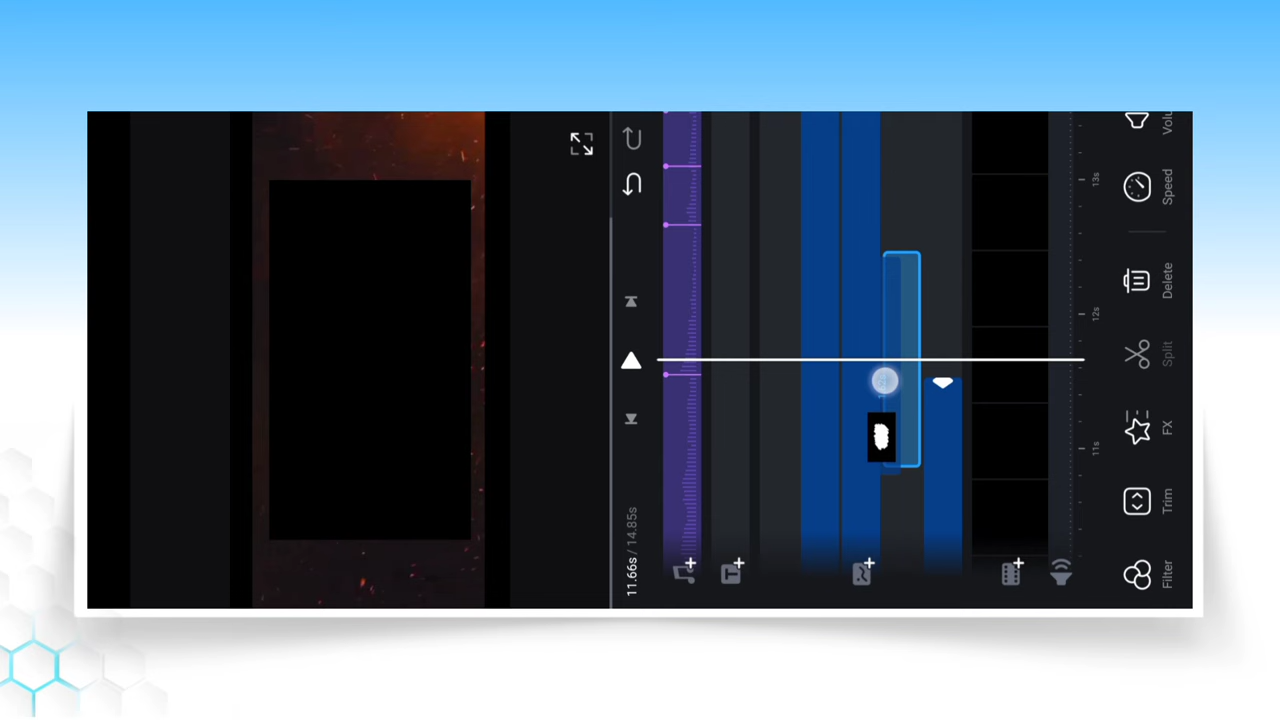 11.66s / 14.85s
11s
12s
13s
Filter
Trim
FX
Split
Delete
Speed
Volu